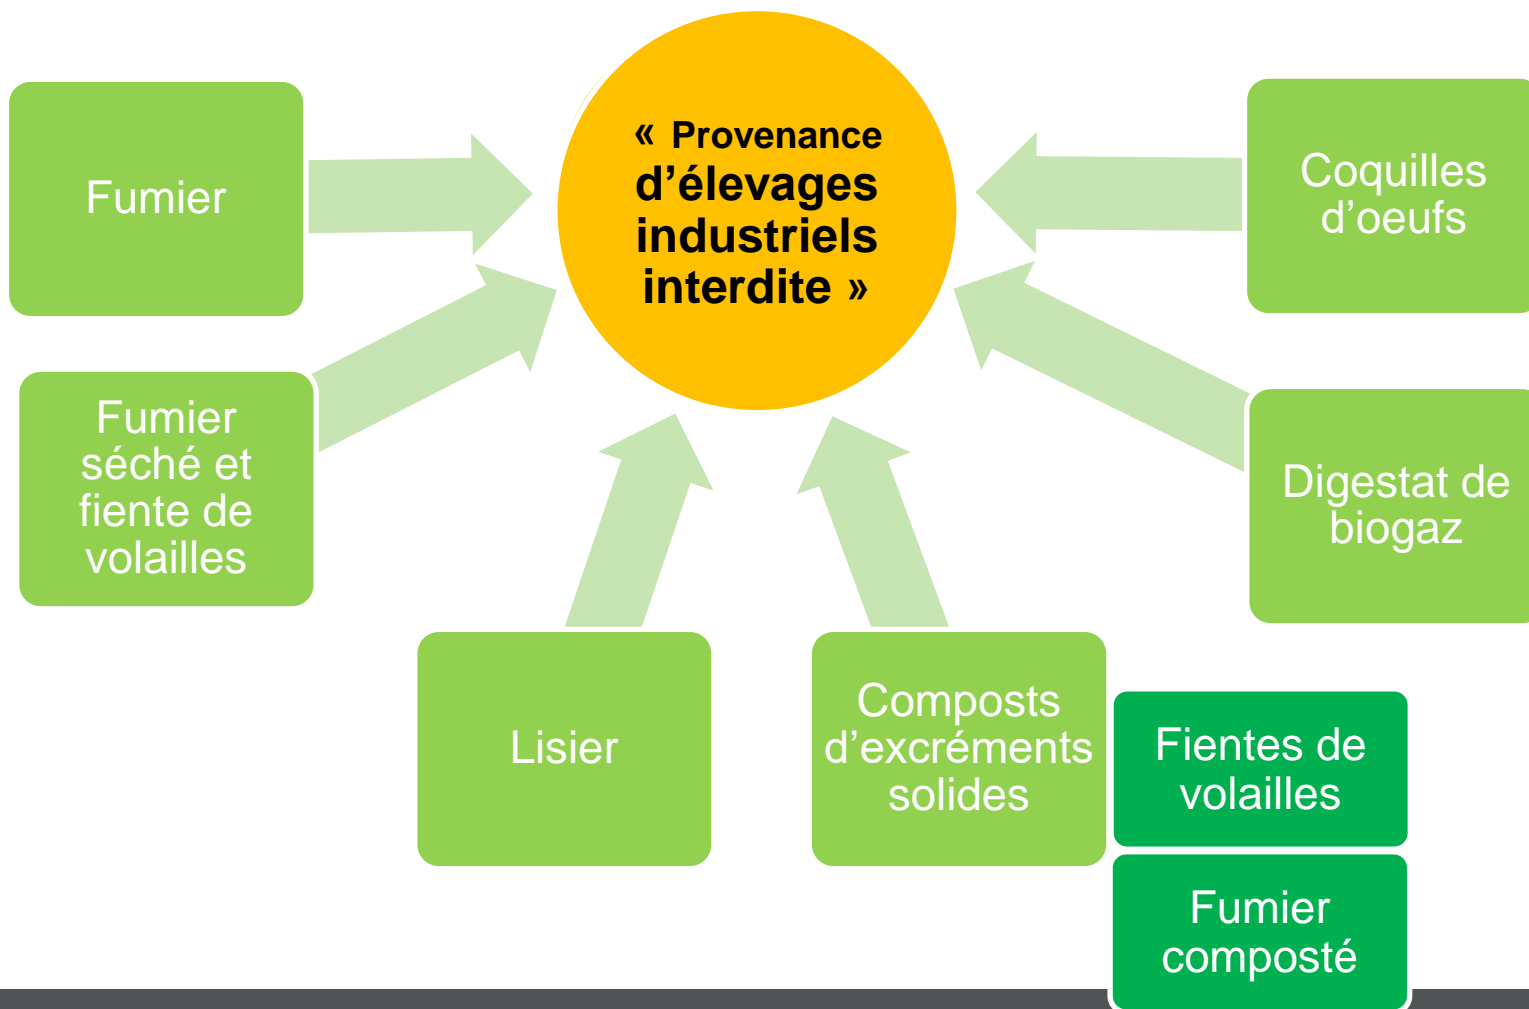 « Provenance
d’élevages
industriels
interdite »
Fumier
Fumier
séché et
fiente de
volailles
Lisier
Composts
d’excréments
solides
Fientes de
volailles
Fumier
composté
Coquilles
d’oeufs
Digestat de
biogaz